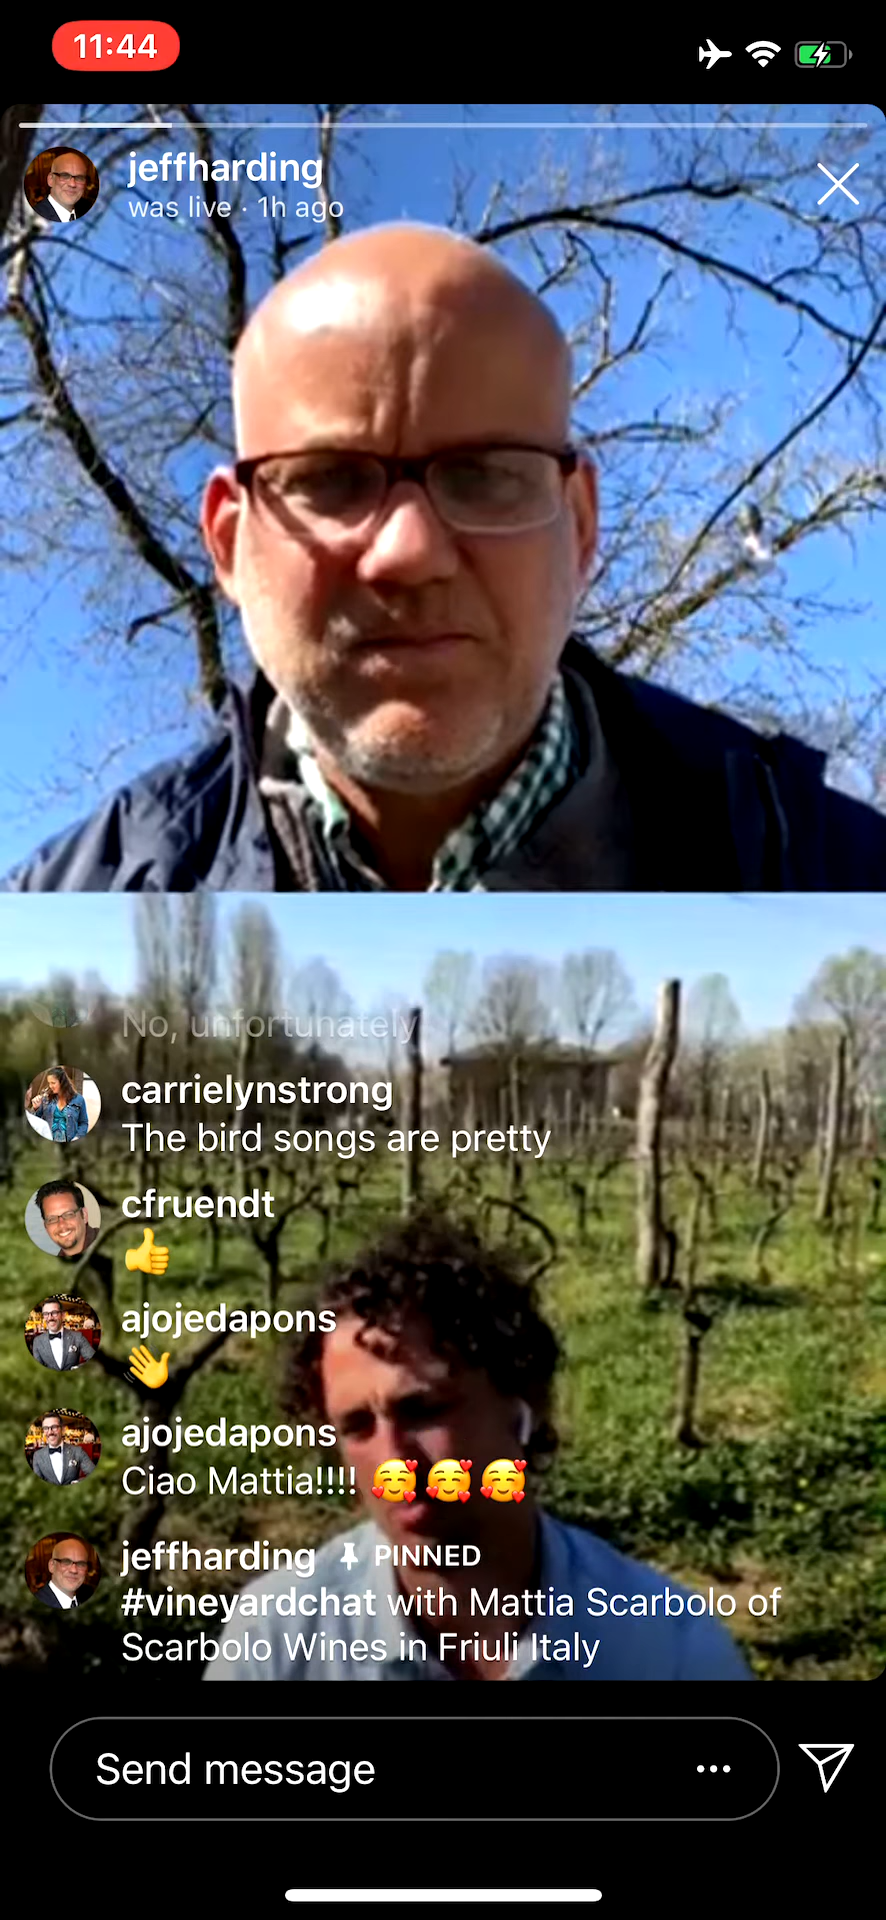 11:44
jeffharding
was live · 1h ago
No, unfortunately
carrielynstrong
The bird songs are pretty
cfruendt
👍
ajojedapons
👋
ajojedapons
Ciao Mattia!!!! 🥰🥰🥰
jeffharding 📌 PINNED
#vineyardchat with Mattia Scarbolo of
Scarbolo Wines in Friuli Italy
Send message